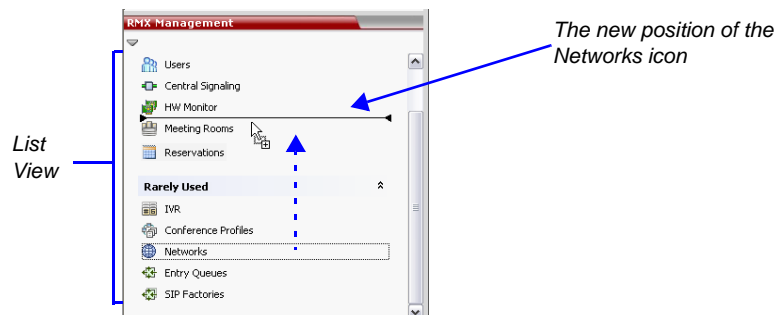 RMX Management
The new position of the
Networks icon
Users
Central Signaling
HW Monitor
Meeting Rooms
Reservations
List
View
Rarely Used
IVR
Conference Profiles
Networks
Entry Queues
SIP Factories